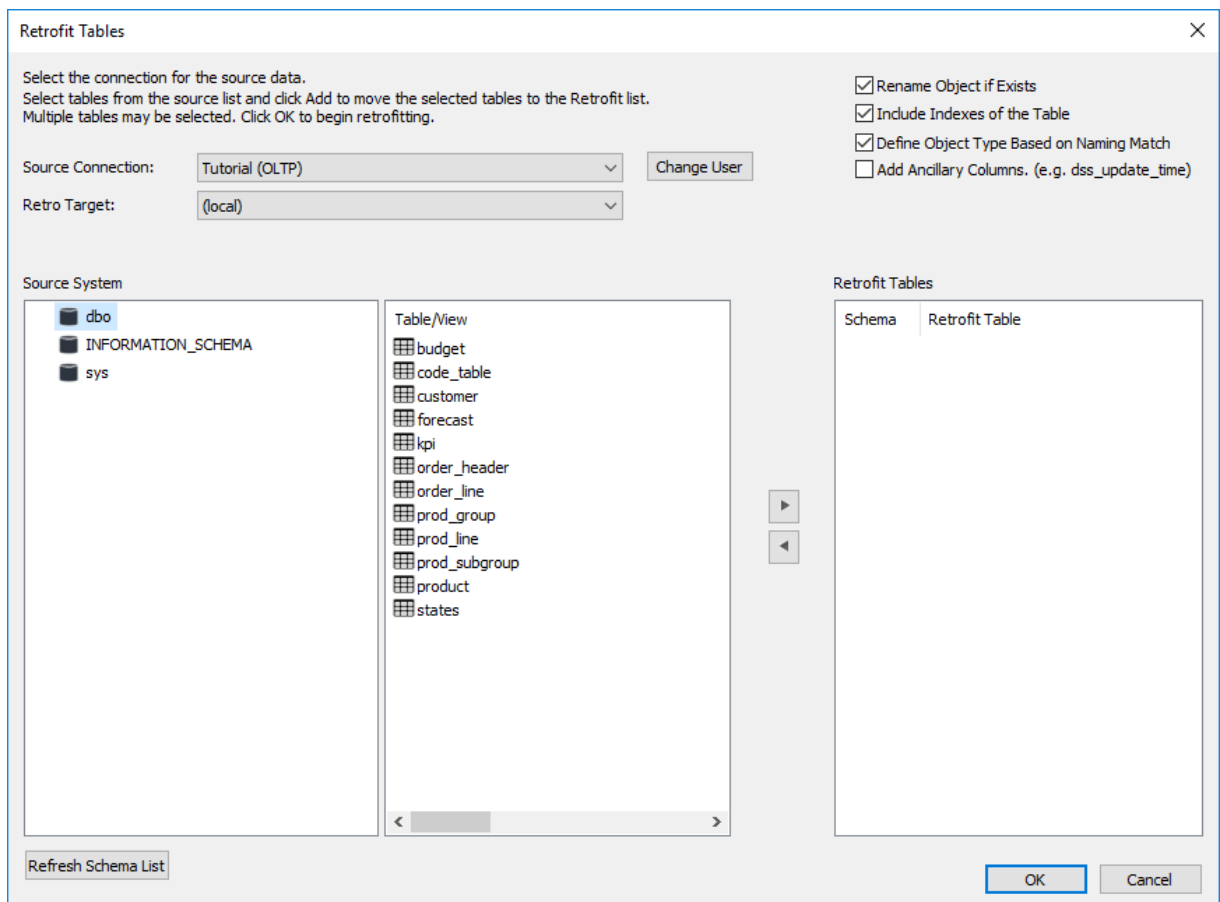 Retrofit Tables
Select the connection for the source data.
Select tables from the source list and click Add to move the selected tables to the Retrofit list.
Multiple tables may be selected. Click OK to begin retrofitting.
Rename Object if Exists
Include Indexes of the Table
Define Object Type Based on Naming Match
Add Ancillary Columns. (e.g. dss_update_time)
Source Connection:
Tutorial (OLTP)
Change User
Retro Target:
(local)
Source System
dbo
INFORMATION_SCHEMA
sys
Table/View
budget
code_table
customer
forecast
kpi
order_header
order_line
prod_group
prod_line
prod_subgroup
product
states
Retrofit Tables
Schema
Retrofit Table
Refresh Schema List
OK
Cancel